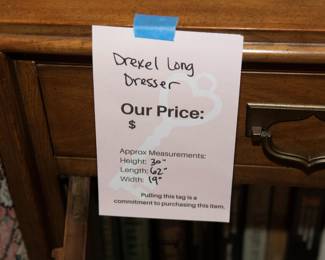 Drexel Long
Dresser
Our Price:
$
Approx Measurements:
Height: 30"
Length: 62"
Width: 19"
Pulling this tag is a
commitment to purchasing this item.